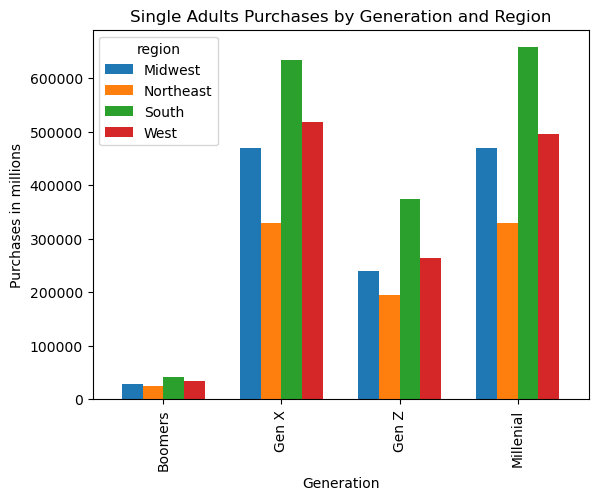 Single Adults Purchases by Generation and Region
region
Midwest
Northeast
South
West
Purchases in millions
600000
500000
400000
300000
200000
100000
0
Boomers
Gen X
Gen Z
Millenial
Generation